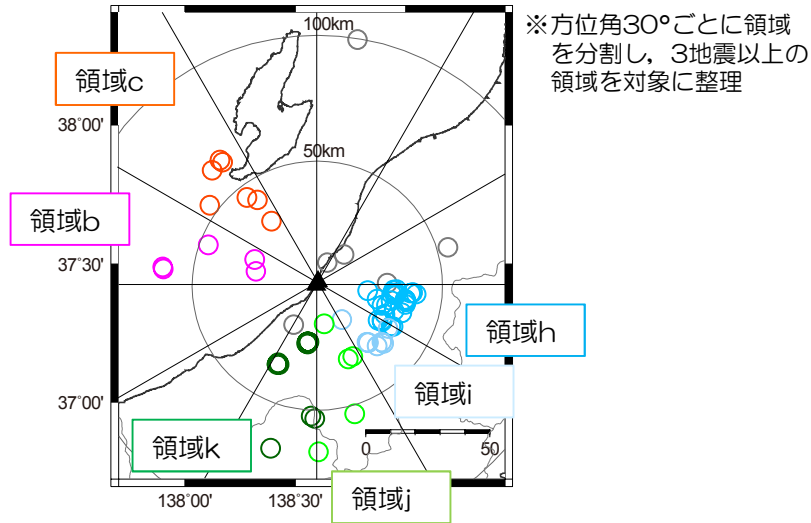 100km
※方位角30°ごとに領域
を分割し，3地震以上の
領域を対象に整理
領域c
38°00'
50km
領域b
37°30'
領域h
領域i
37°00'
領域k
0
50
領域j
138°00'
138°30'